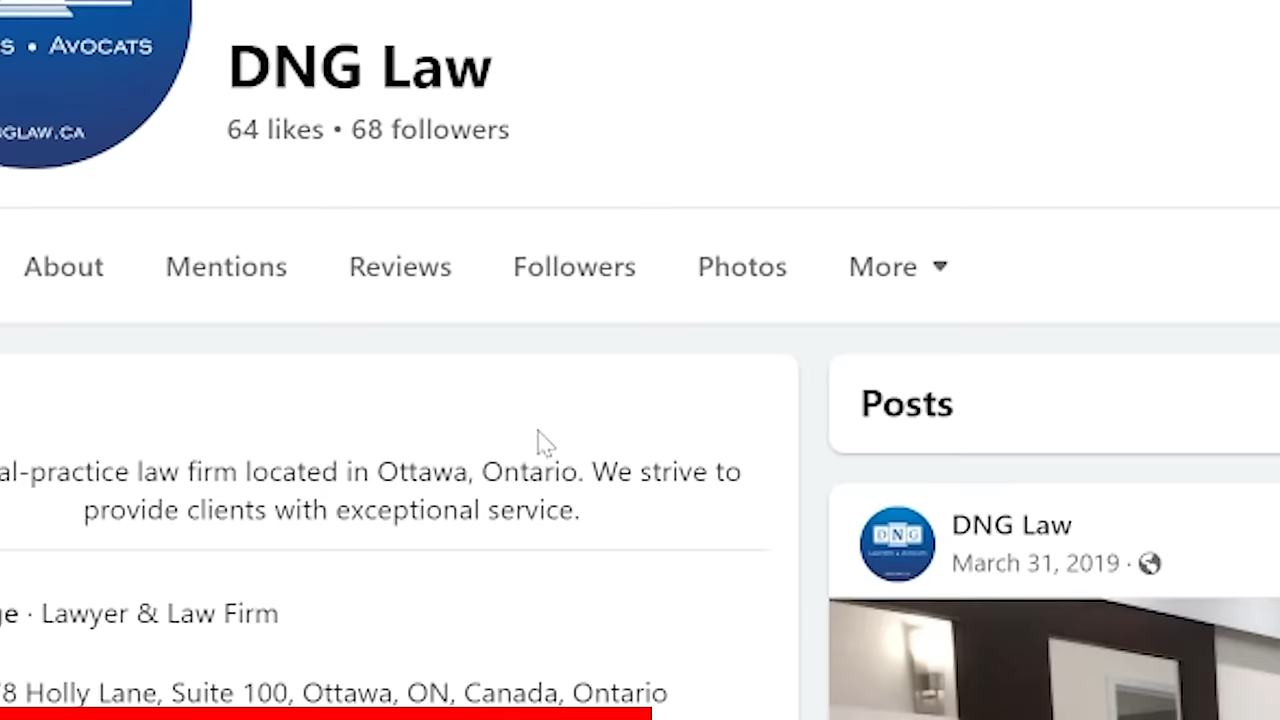 • AVOCATS
DNG Law
64 likes • 68 followers
GLAW.CA
About Mentions Reviews Followers Photos More
Posts
al-practice law firm located in Ottawa, Ontario. We strive to
provide clients with exceptional service.
DNG Law
DNG
March 31, 2019 ·
· Lawyer & Law Firm
8 Holly Lane, Suite 100, Ottawa, ON, Canada, Ontario